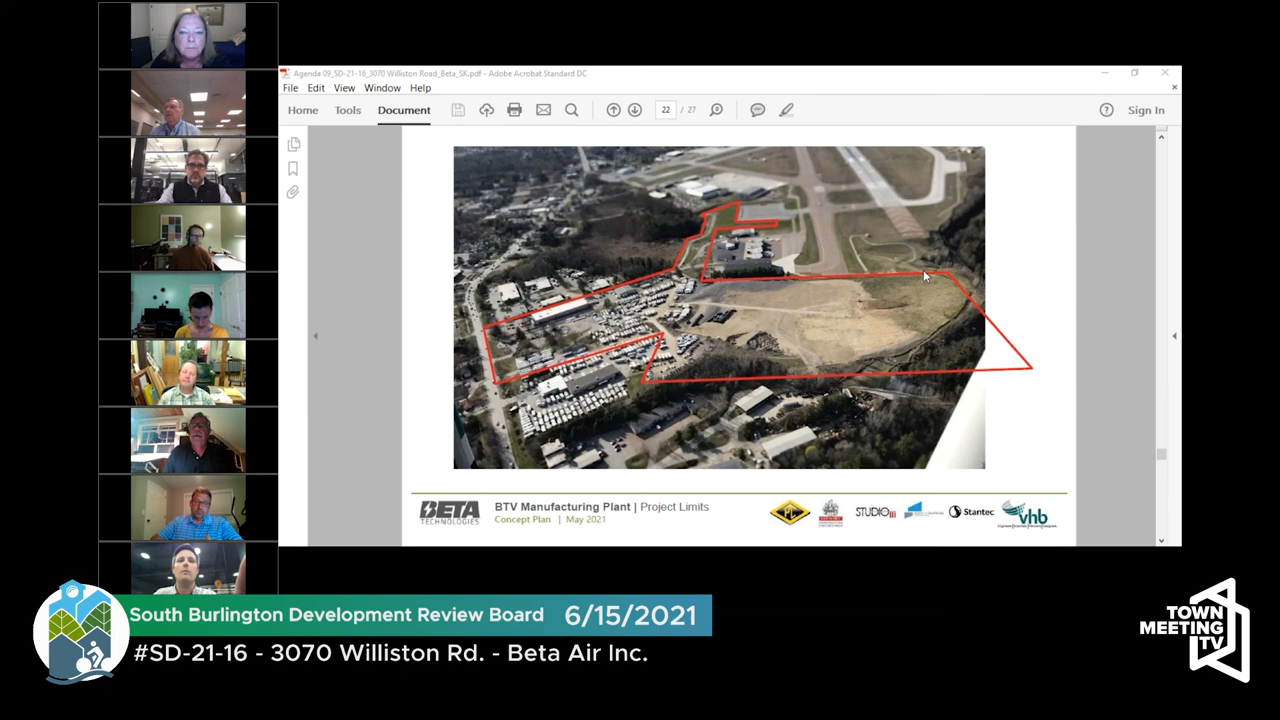 Agenda 09_SD-21-16_3070 Williston Road_Beta_SK.pdf - Adobe Acrobat Standard DC
File Edit View Window Help
Home Tools Document 22 / 27 Sign In
BETA
TECHNOLOGIES
BTV Manufacturing Plant | Project Limits
Concept Plan | May 2021
STUDIO
Stantec
vhb
South Burlington Development Review Board 6/15/2021
#SD-21-16 - 3070 Williston Rd. - Beta Air Inc.
TOWN
MEETING
TV